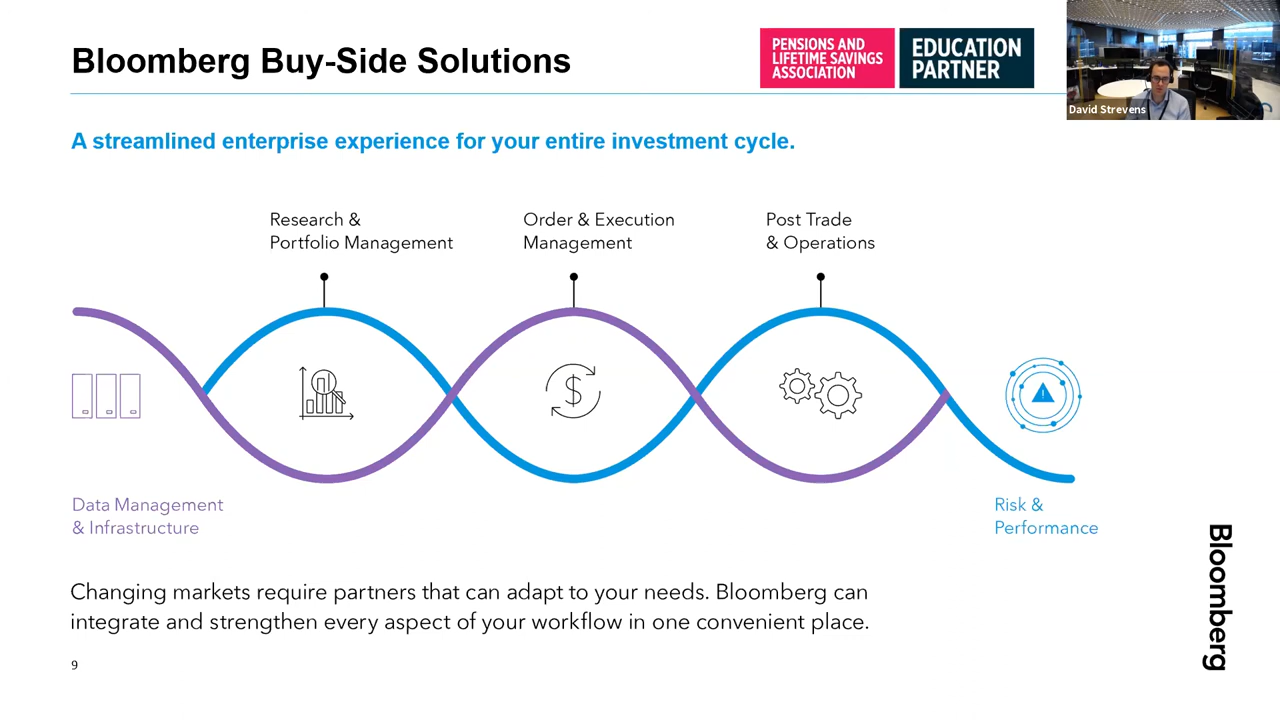 Bloomberg Buy-Side Solutions
PENSIONS AND
LIFETIME SAVINGS
ASSOCIATION
EDUCATION
PARTNER
David Strevens
A streamlined enterprise experience for your entire investment cycle.
Research &
Portfolio Management
Order & Execution
Management
Post Trade
& Operations
$
!
Data Management
& Infrastructure
Risk &
Performance
Changing markets require partners that can adapt to your needs. Bloomberg can
integrate and strengthen every aspect of your workflow in one convenient place.
Bloomberg
9